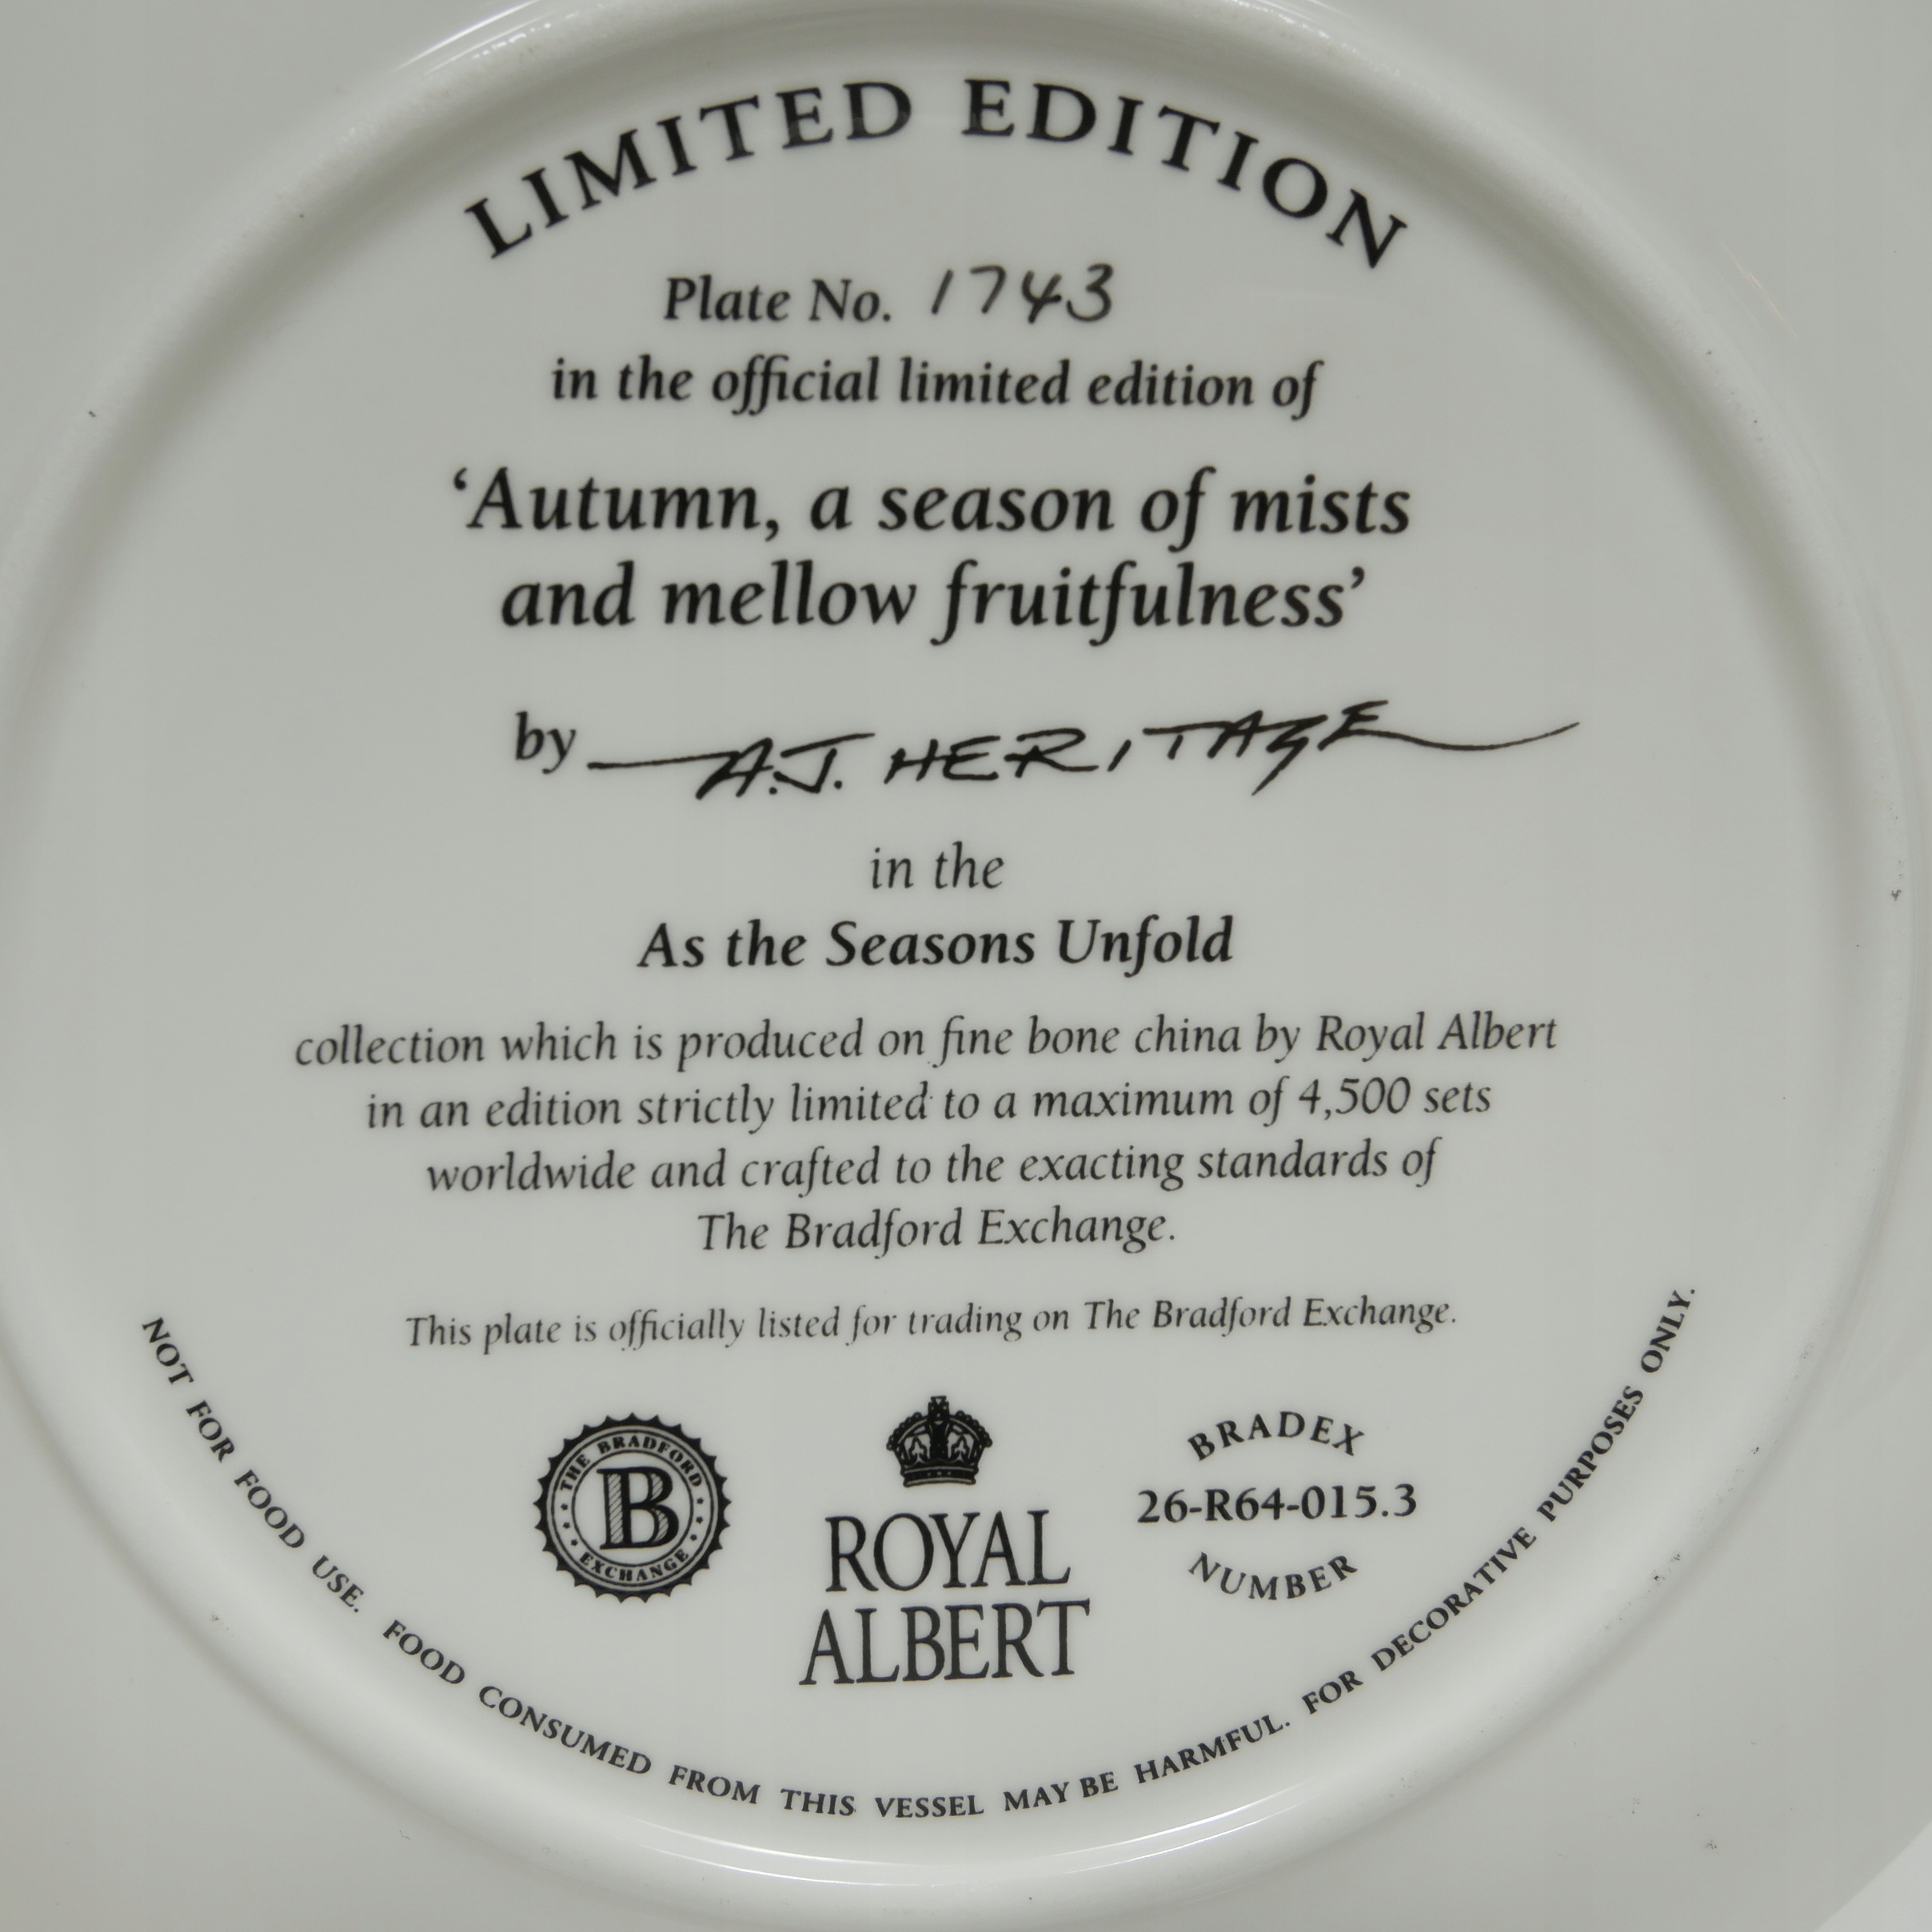 LIMITED EDITION
Plate No. 1743
in the official limited edition of
‘Autumn, a season of mists
and mellow fruitfulness’
by A.J. HERITAGE
in the
As the Seasons Unfold
collection which is produced on fine bone china by Royal Albert
in an edition strictly limited to a maximum of 4,500 sets
worldwide and crafted to the exacting standards of
The Bradford Exchange.
This plate is officially listed for trading on The Bradford Exchange.
THE BRADFORD
B
EXCHANGE
ROYAL
ALBERT
BRADEX
26-R64-015.3
NUMBER
NOT FOR FOOD USE. FOOD CONSUMED FROM THIS VESSEL MAY BE HARMFUL. FOR DECORATIVE PURPOSES ONLY.